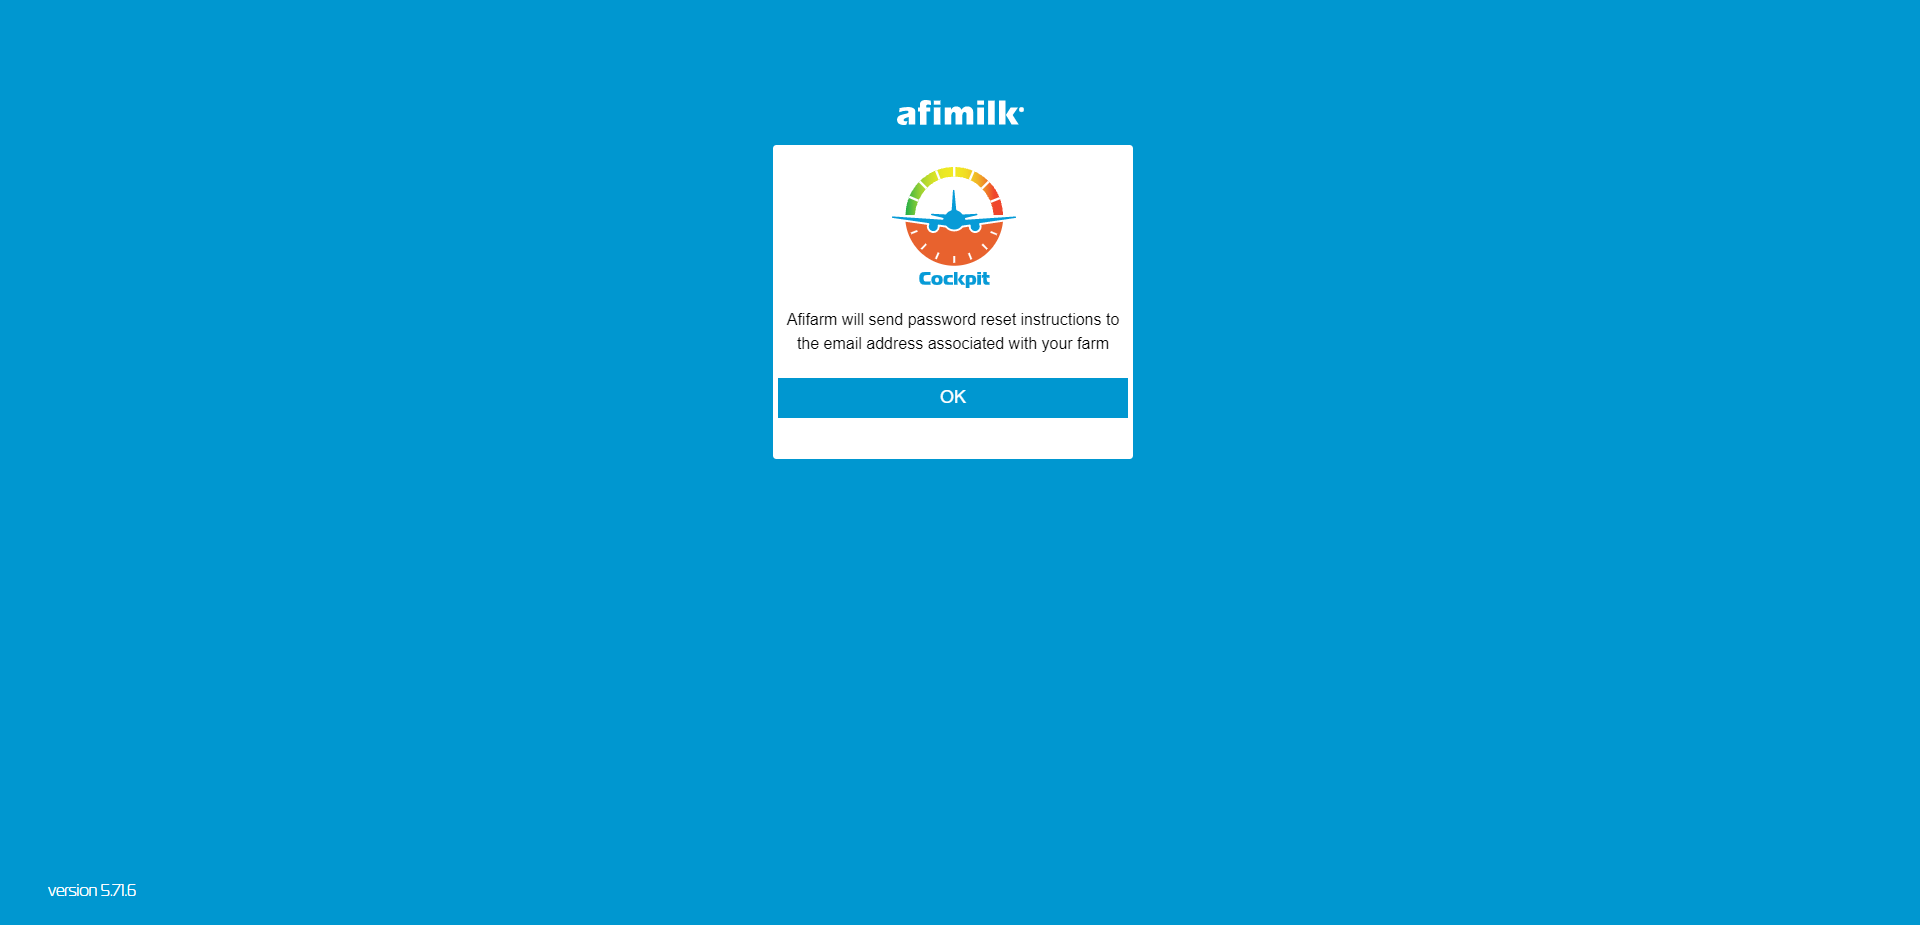 afimilk
Cockpit
Afifarm will send password reset instructions to
the email address associated with your farm
OK
version 5.71.6